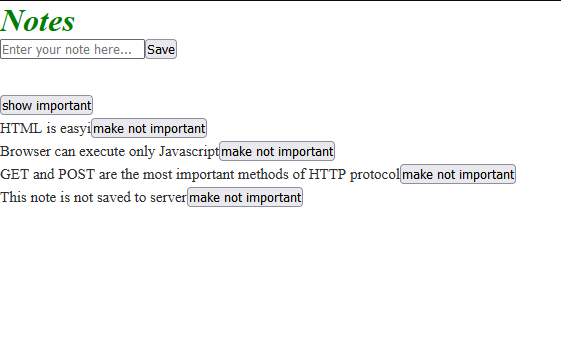 Notes
Enter your note here... Save
show important
HTML is easyi make not important
Browser can execute only Javascript make not important
GET and POST are the most important methods of HTTP protocol make not important
This note is not saved to server make not important